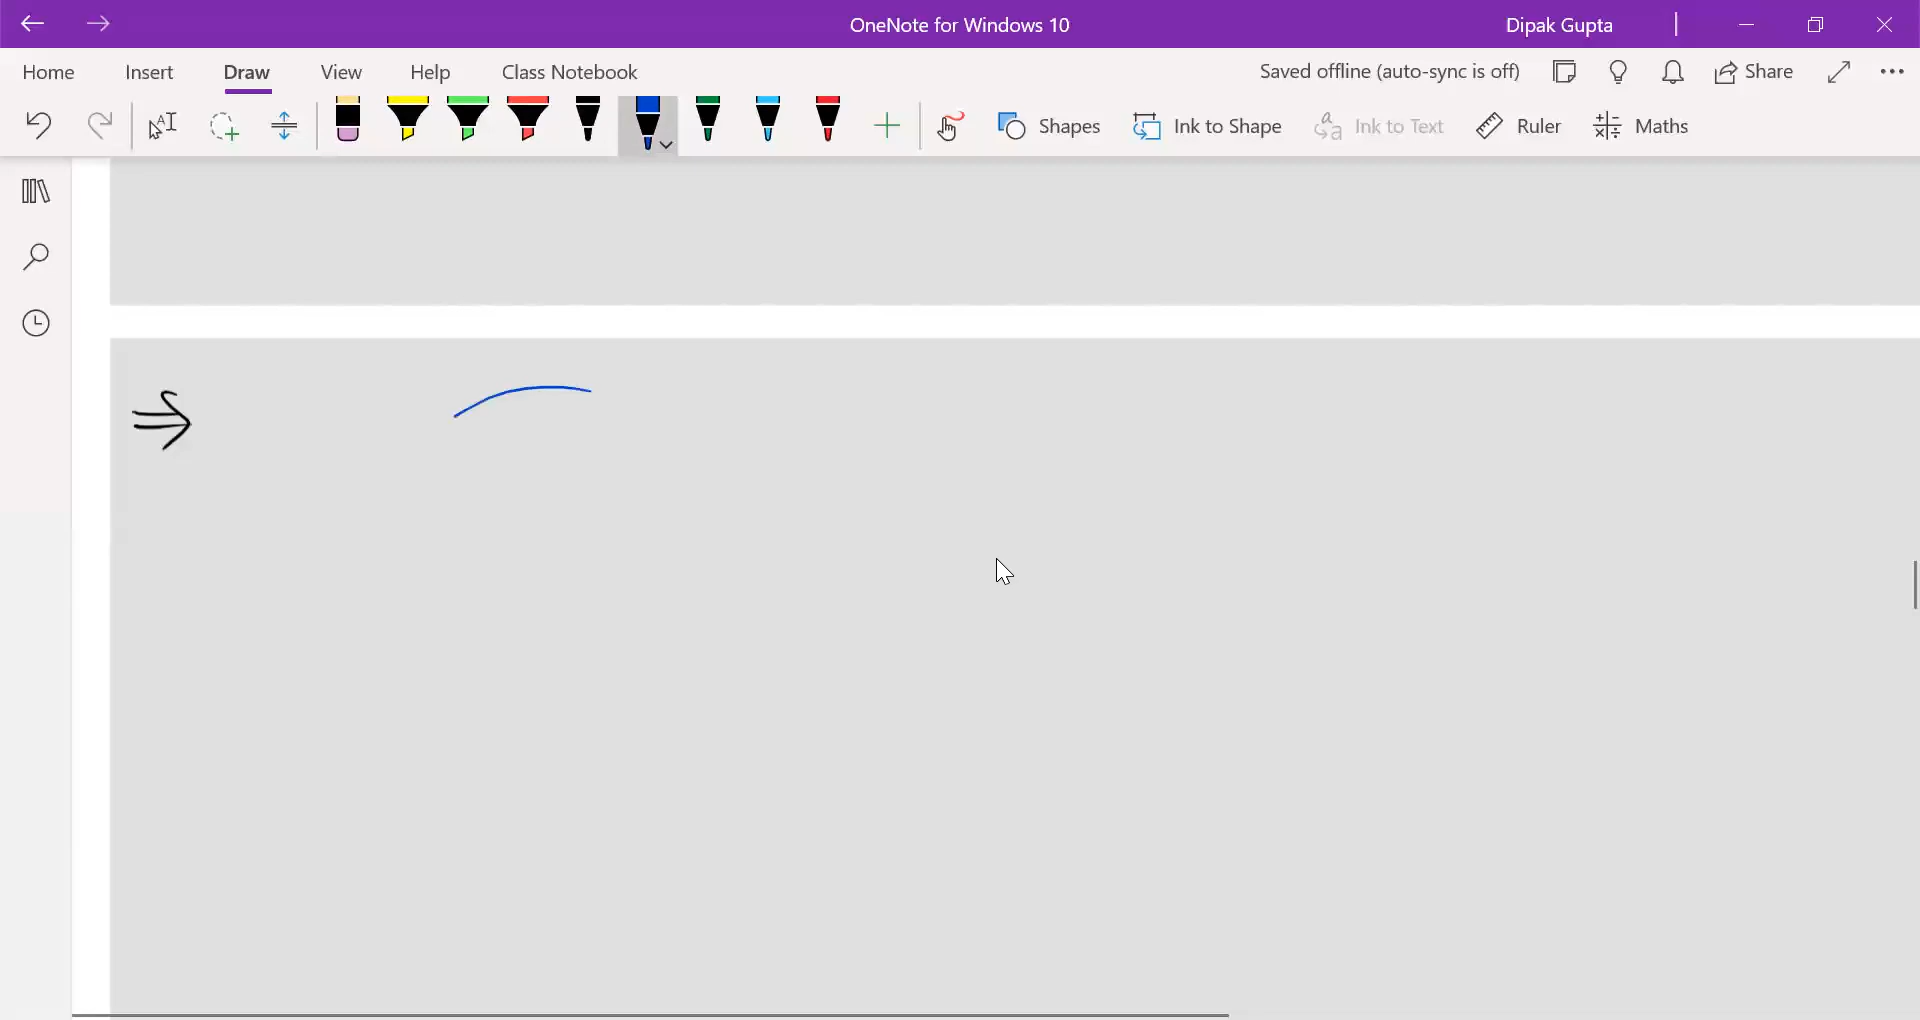 OneNote for Windows 10 Dipak Gupta
Home Insert Draw View Help Class Notebook Saved offline (auto-sync is off) Share
Shapes Ink to Shape Ink to Text Ruler Maths
⇒